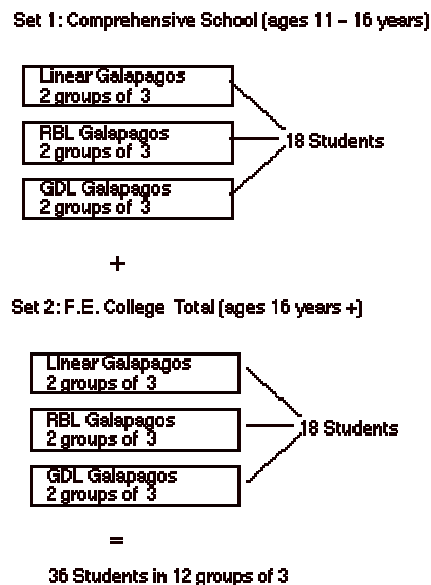 Set 1: Comprehensive School (ages 11 – 16 years)
Linear Galapagos
2 groups of 3
RBL Galapagos
2 groups of 3
GDL Galapagos
2 groups of 3
18 Students
+
Set 2: F.E. College Total (ages 16 years +)
Linear Galapagos
2 groups of 3
RBL Galapagos
2 groups of 3
GDL Galapagos
2 groups of 3
18 Students
=
36 Students in 12 groups of 3